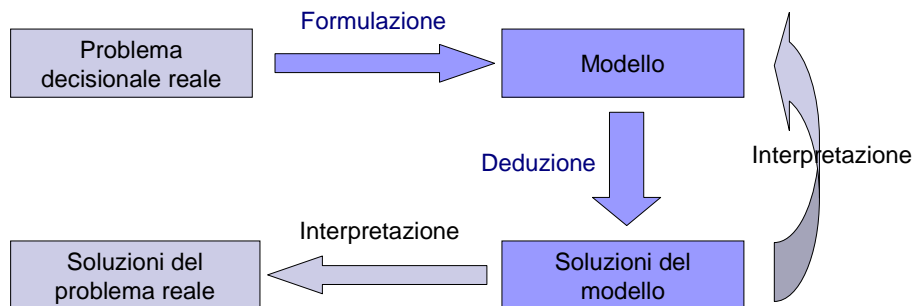 Formulazione
Problema
decisionale reale
Modello
Deduzione
Interpretazione
Interpretazione
Soluzioni del
problema reale
Soluzioni del
modello